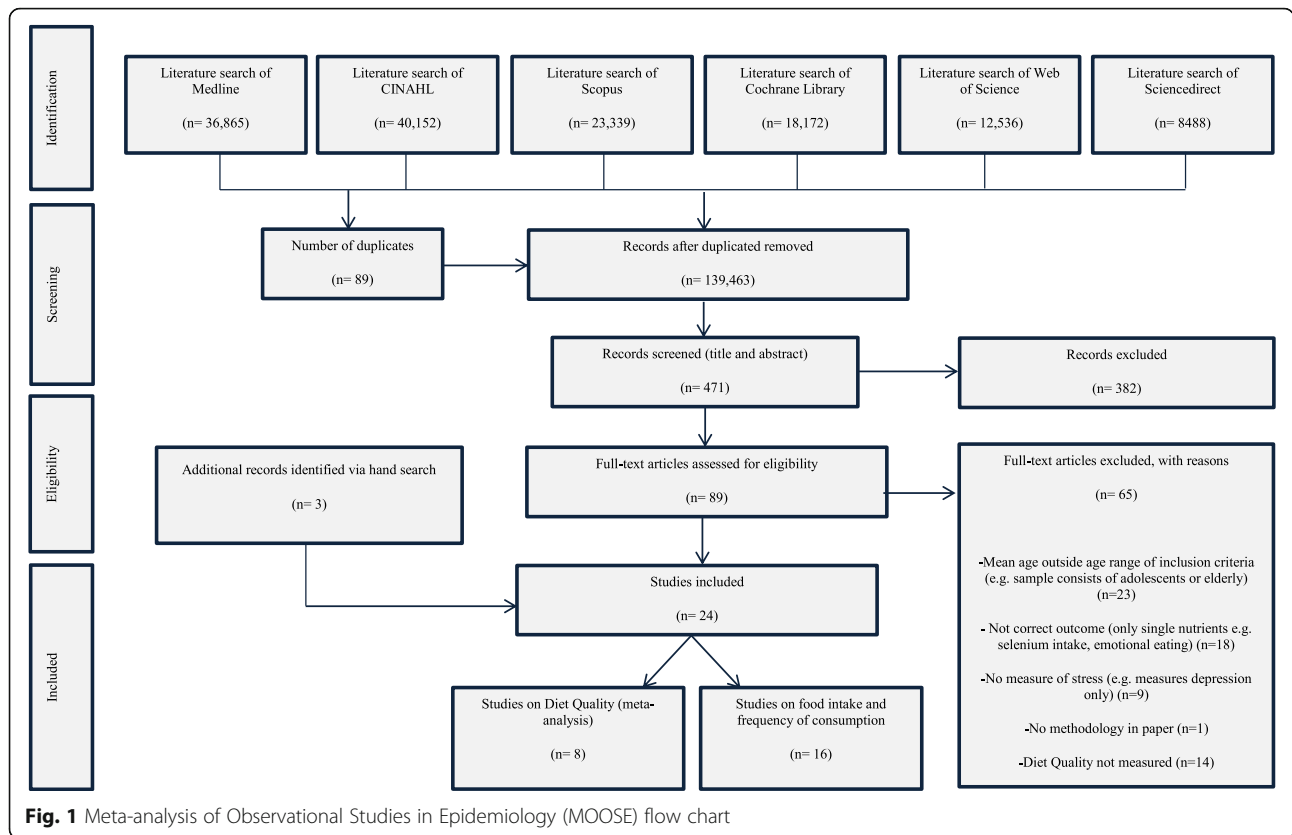 Identification
Literature search of
Medline
(n= 36,865)
Literature search of
CINAHL
(n= 40,152)
Literature search of
Scopus
(n= 23,339)
Literature search of
Cochrane Library
(n= 18,172)
Literature search of Web
of Science
(n= 12,536)
Literature search of
Sciencedirect
(n= 8488)
Screening
Number of duplicates
(n= 89)
Records after duplicated removed
(n= 139,463)
Records screened (title and abstract)
(n= 471)
Records excluded
(n= 382)
Eligibility
Additional records identified via hand search
(n= 3)
Full-text articles assessed for eligibility
(n= 89)
Full-text articles excluded, with reasons
(n= 65)
-Mean age outside age range of inclusion criteria
(e.g. sample consists of adolescents or elderly)
(n=23)
- Not correct outcome (only single nutrients e.g.
selenium intake, emotional eating) (n=18)
-No measure of stress (e.g. measures depression
only) (n=9)
-No methodology in paper (n=1)
-Diet Quality not measured (n=14)
Included
Studies included
(n= 24)
Studies on Diet Quality (meta-
analysis)
(n= 8)
Studies on food intake and
frequency of consumption
(n= 16)
Fig. 1 Meta-analysis of Observational Studies in Epidemiology (MOOSE) flow chart